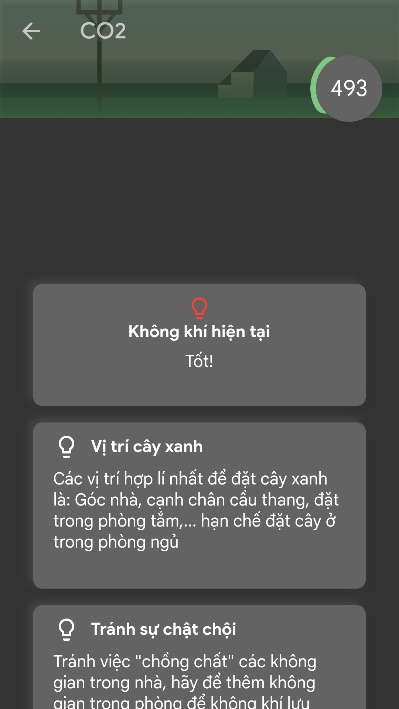 CO2
493
Không khí hiện tại
Tốt!
Vị trí cây xanh
Các vị trí hợp lí nhất để đặt cây xanh
là: Góc nhà, cạnh chân cầu thang, đặt
trong phòng tắm,... hạn chế đặt cây ở
trong phòng ngủ
Tránh sự chật chội
Tránh việc "chồng chất" các không
gian trong nhà, hãy để thêm không
gian trong phòng để không khí lưu